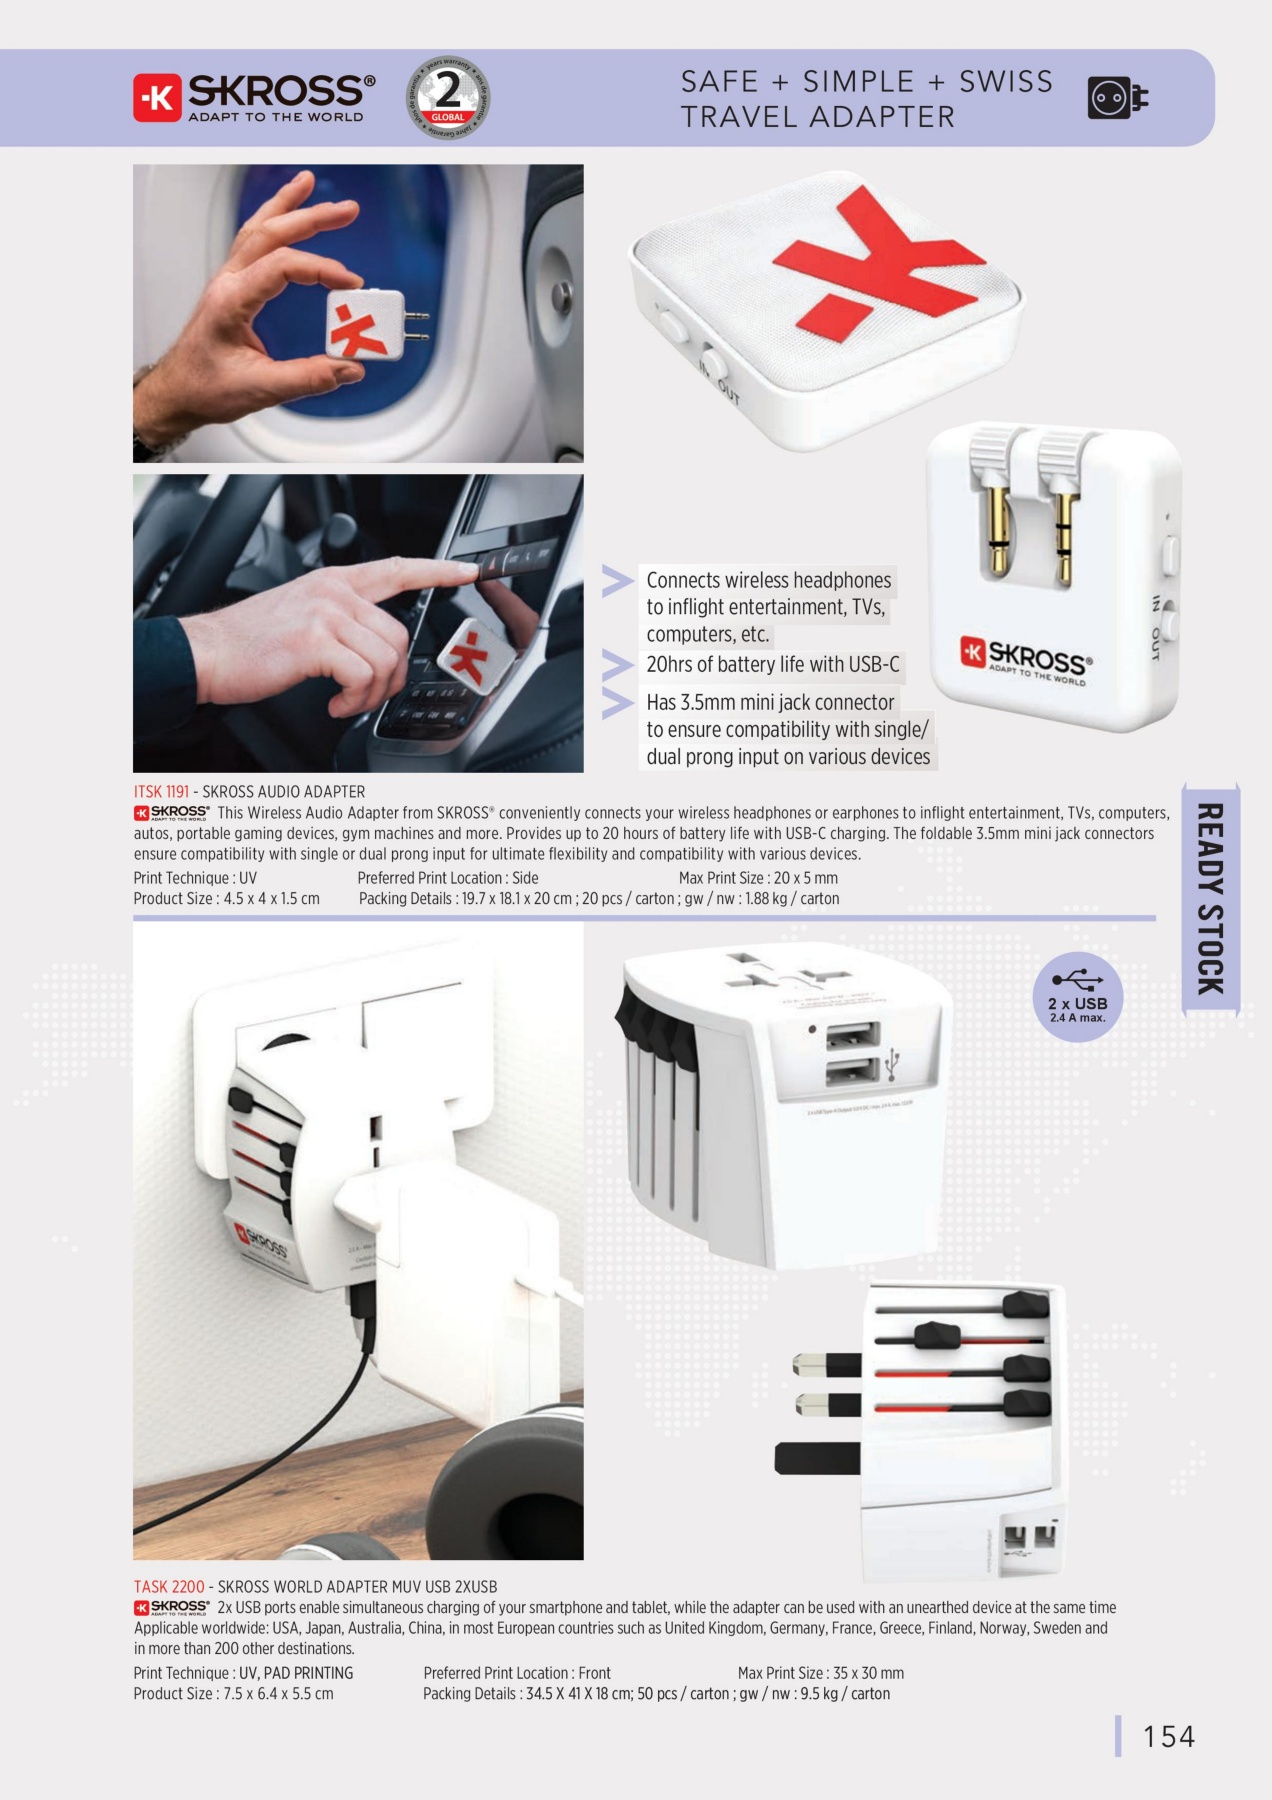 SKROSS®
ADAPT TO THE WORLD
years warranty
2
GLOBAL
SAFE + SIMPLE + SWISS
TRAVEL ADAPTER
IN OUT
Connects wireless headphones
to inflight entertainment, TVs,
computers, etc.
20hrs of battery life with USB-C
Has 3.5mm mini jack connector
to ensure compatibility with single/
dual prong input on various devices
SKROSS®
ADAPT TO THE WORLD
IN OUT
ITSK 1191 - SKROSS AUDIO ADAPTER
SKROSS® This Wireless Audio Adapter from SKROSS® conveniently connects your wireless headphones or earphones to inflight entertainment, TVs, computers,
ADAPT TO THE WORLD
autos, portable gaming devices, gym machines and more. Provides up to 20 hours of battery life with USB-C charging. The foldable 3.5mm mini jack connectors
ensure compatibility with single or dual prong input for ultimate flexibility and compatibility with various devices.
Print Technique : UV Preferred Print Location : Side Max Print Size : 20 x 5 mm
Product Size : 4.5 x 4 x 1.5 cm Packing Details : 19.7 x 18.1 x 20 cm ; 20 pcs / carton ; gw / nw : 1.88 kg / carton
READY STOCK
2 x USB
2.4 A max.
SKROSS®
ADAPT TO THE WORLD
TASK 2200 - SKROSS WORLD ADAPTER MUV USB 2XUSB
SKROSS® 2x USB ports enable simultaneous charging of your smartphone and tablet, while the adapter can be used with an unearthed device at the same time
ADAPT TO THE WORLD
Applicable worldwide: USA, Japan, Australia, China, in most European countries such as United Kingdom, Germany, France, Greece, Finland, Norway, Sweden and
in more than 200 other destinations.
Print Technique : UV, PAD PRINTING Preferred Print Location : Front Max Print Size : 35 x 30 mm
Product Size : 7.5 x 6.4 x 5.5 cm Packing Details : 34.5 X 41 X 18 cm; 50 pcs / carton ; gw / nw : 9.5 kg / carton
154